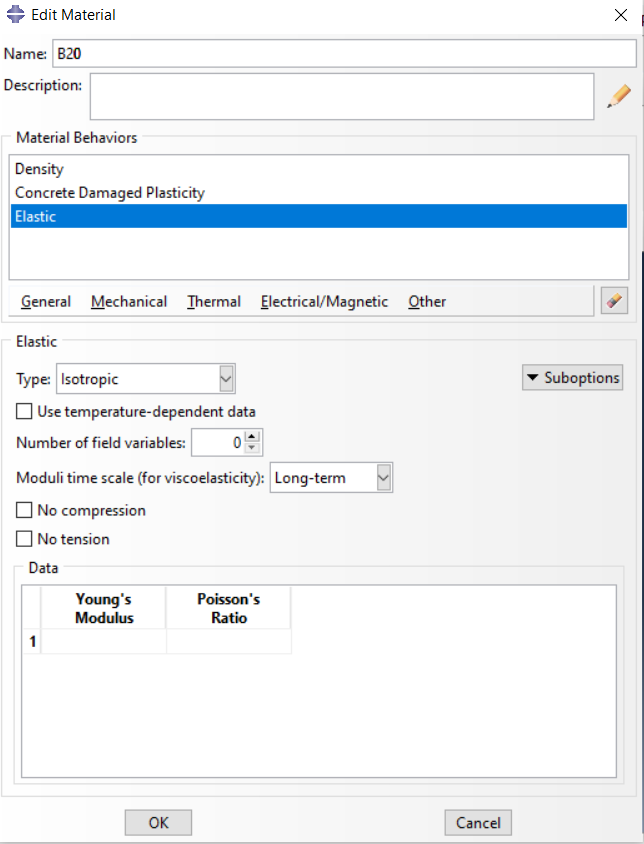 Edit Material
Name: B20
Description:
Material Behaviors
Density
Concrete Damaged Plasticity
Elastic
General Mechanical Thermal Electrical/Magnetic Other
Elastic
Type: Isotropic Suboptions
Use temperature-dependent data
Number of field variables: 0
Moduli time scale (for viscoelasticity): Long-term
No compression
No tension
Data
Young's Poisson's
Modulus Ratio
1
OK Cancel